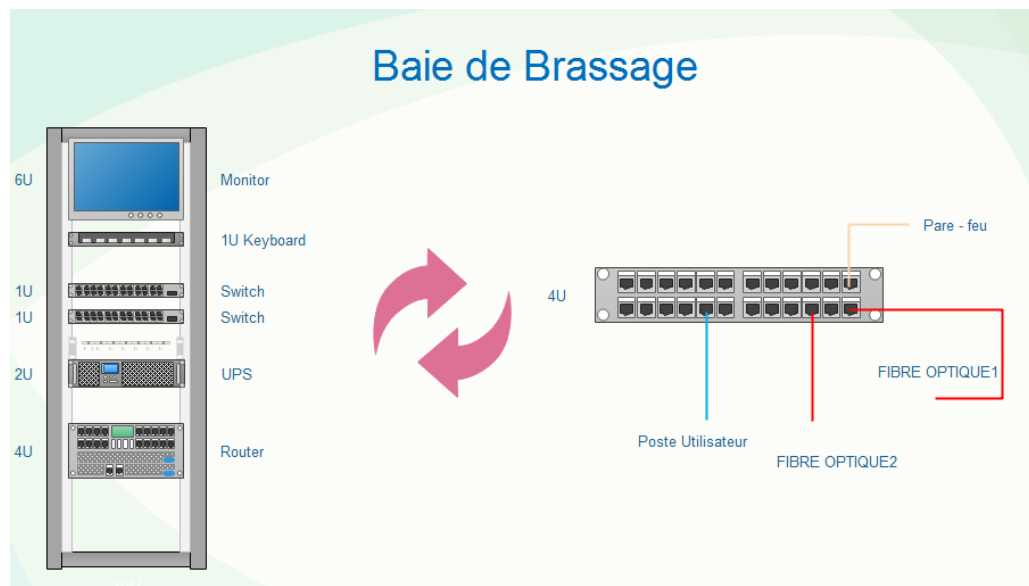 Baie de Brassage
6U
Monitor
1U Keyboard
1U
Switch
1U
Switch
2U
UPS
4U
Router
Pare - feu
4U
FIBRE OPTIQUE1
Poste Utilisateur
FIBRE OPTIQUE2